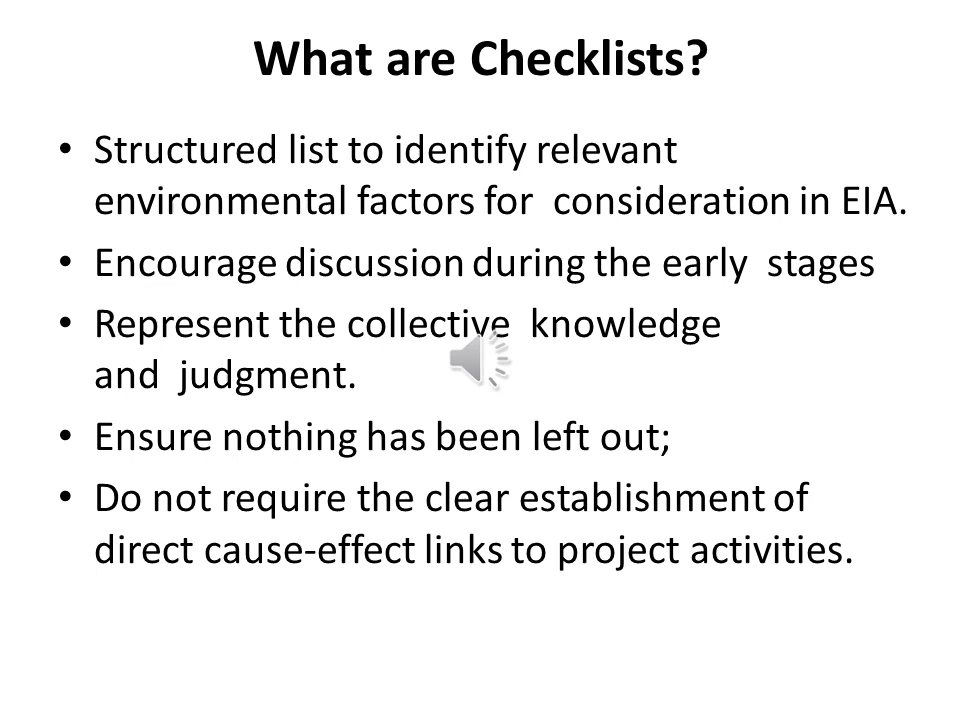 What are Checklists?
• Structured list to identify relevant
environmental factors for  consideration in EIA.
• Encourage discussion during the early  stages
• Represent the collective  knowledge
and  judgment.
• Ensure nothing has been left out;
• Do not require the clear establishment of
direct cause-effect links to project activities.